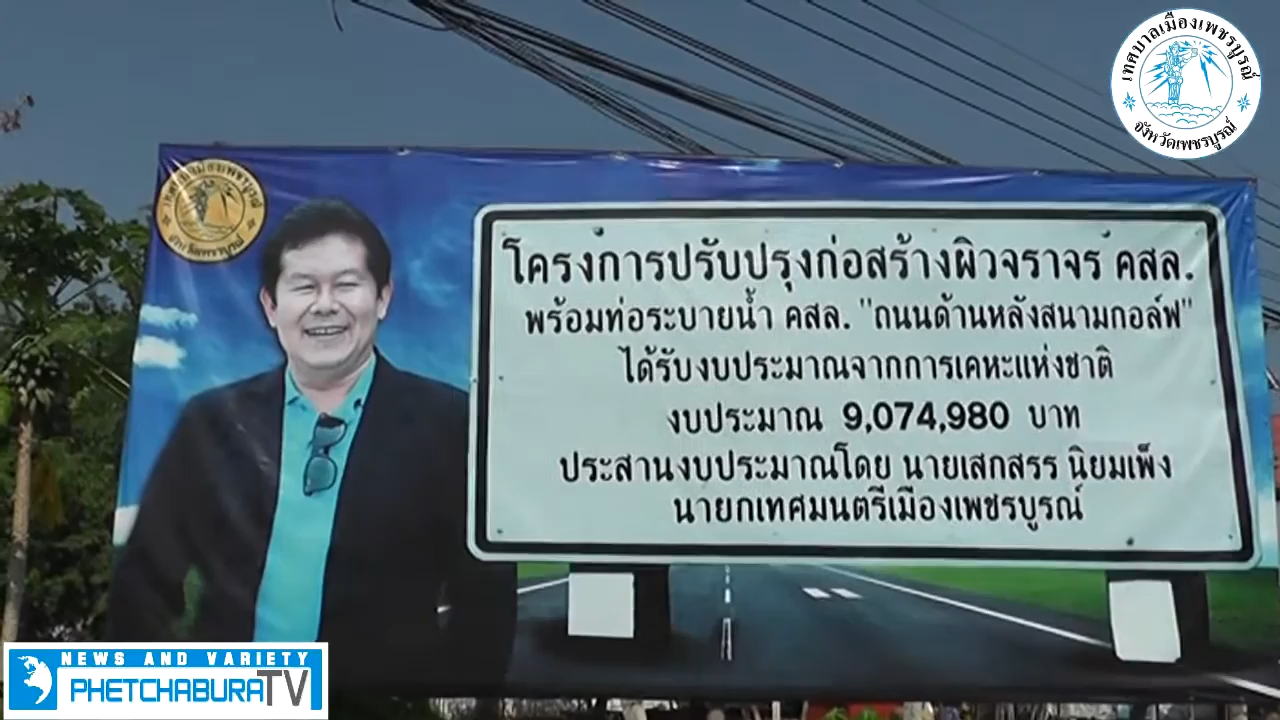 เทศบาลเมืองเพชรบูรณ์
จังหวัดเพชรบูรณ์
โครงการปรับปรุงก่อสร้างผิวจราจร คสล.
พร้อมท่อระบายน้ำ คสล. "ถนนด้านหลังสนามกอล์ฟ"
ได้รับงบประมาณจากการเคหะแห่งชาติ
งบประมาณ 9,074,980 บาท
ประสานงบประมาณโดย นายเสกสรร นิยมเพ็ง
นายกเทศมนตรีเมืองเพชรบูรณ์
NEWS AND VARIETY
PHETCHABURATV